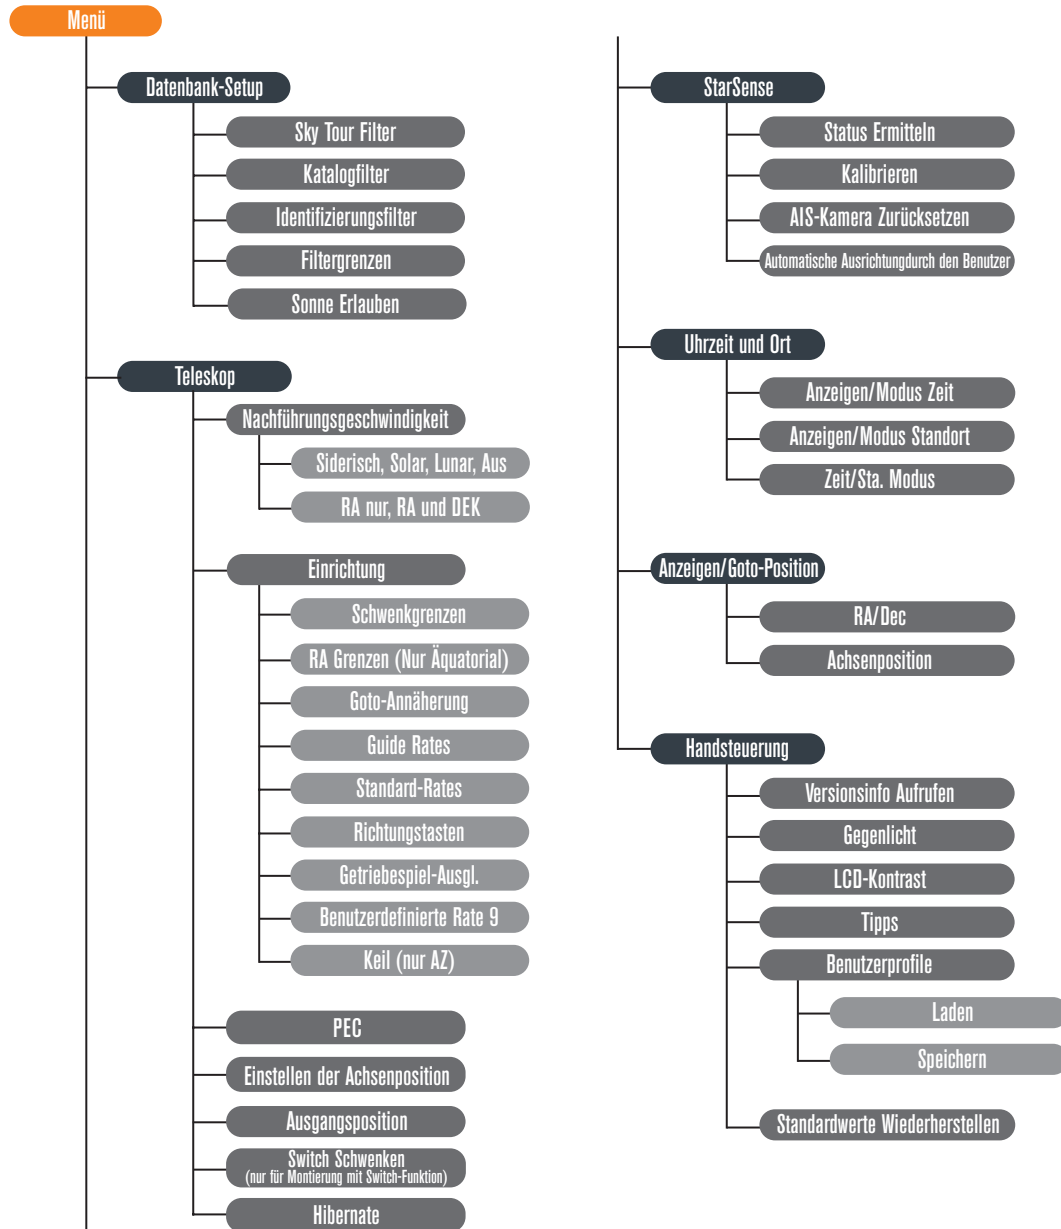 Menü
Datenbank-Setup
Sky Tour Filter
Katalogfilter
Identifizierungsfilter
Filtergrenzen
Sonne Erlauben
Teleskop
Nachführungsgeschwindigkeit
Siderisch, Solar, Lunar, Aus
RA nur, RA und DEK
Einrichtung
Schwenkgrenzen
RA Grenzen (Nur Äquatorial)
Goto-Annäherung
Guide Rates
Standard-Rates
Richtungstasten
Getriebespiel-Ausgl.
Benutzerdefinierte Rate 9
Keil (nur AZ)
PEC
Einstellen der Achsenposition
Ausgangsposition
Switch Schwenken
(nur für Montierung mit Switch-Funktion)
Hibernate
StarSense
Status Ermitteln
Kalibrieren
AIS-Kamera Zurücksetzen
Automatische Ausrichtungdurch den Benutzer
Uhrzeit und Ort
Anzeigen/Modus Zeit
Anzeigen/Modus Standort
Zeit/Sta. Modus
Anzeigen/Goto-Position
RA/Dec
Achsenposition
Handsteuerung
Versionsinfo Aufrufen
Gegenlicht
LCD-Kontrast
Tipps
Benutzerprofile
Laden
Speichern
Standardwerte Wiederherstellen